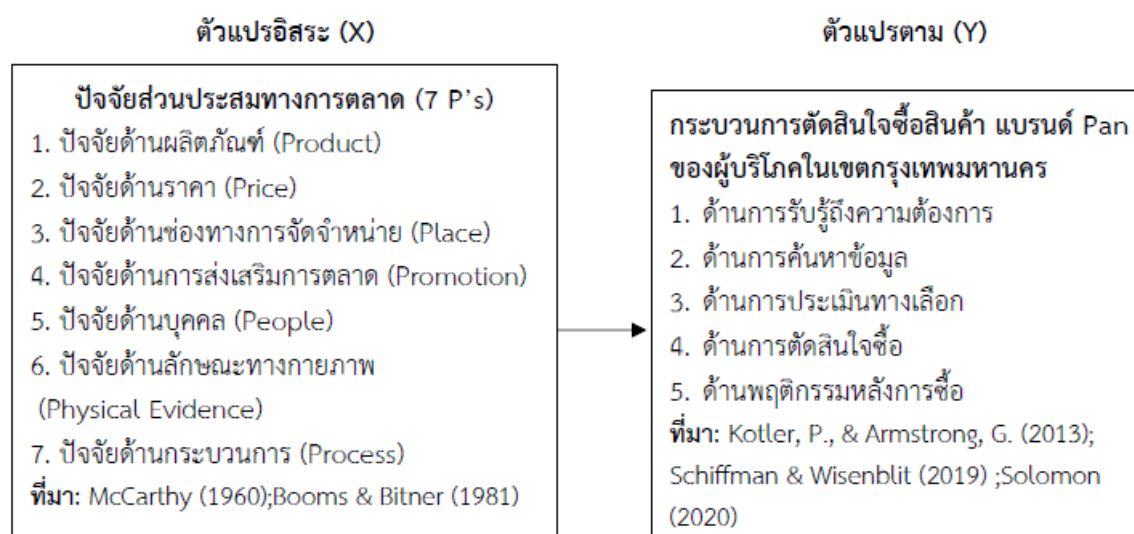 ตัวแปรอิสระ (X)
ปัจจัยส่วนประสมทางการตลาด (7 P's)
1. ปัจจัยด้านผลิตภัณฑ์ (Product)
2. ปัจจัยด้านราคา (Price)
3. ปัจจัยด้านช่องทางการจัดจำหน่าย (Place)
4. ปัจจัยด้านการส่งเสริมการตลาด (Promotion)
5. ปัจจัยด้านบุคคล (People)
6. ปัจจัยด้านลักษณะทางกายภาพ
(Physical Evidence)
7. ปัจจัยด้านกระบวนการ (Process)
ที่มา: McCarthy (1960);Booms & Bitner (1981)
ตัวแปรตาม (Y)
กระบวนการตัดสินใจซื้อสินค้า แบรนด์ Pan
ของผู้บริโภคในเขตกรุงเทพมหานคร
1. ด้านการรับรู้ถึงความต้องการ
2. ด้านการค้นหาข้อมูล
3. ด้านการประเมินทางเลือก
4. ด้านการตัดสินใจซื้อ
5. ด้านพฤติกรรมหลังการซื้อ
ที่มา: Kotler, P., & Armstrong, G. (2013);
Schiffman & Wisenblit (2019) ;Solomon
(2020)